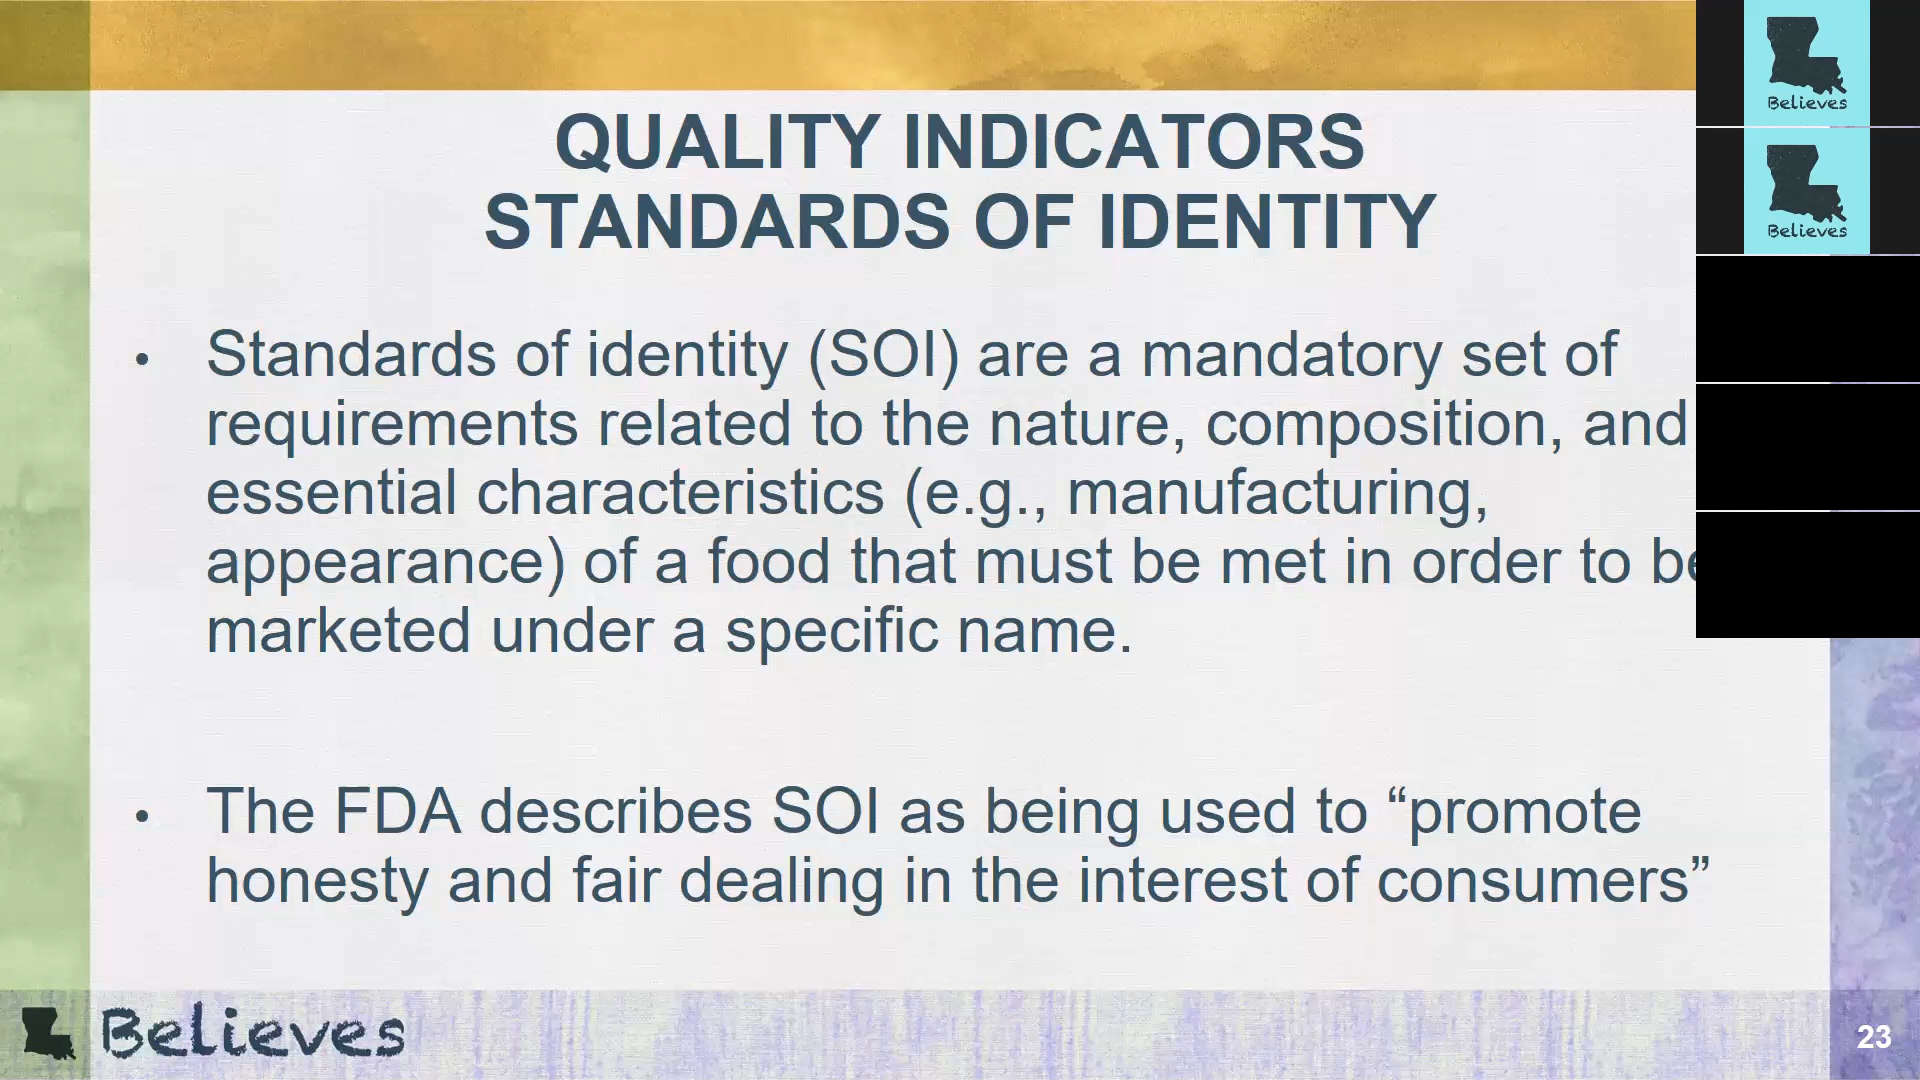 QUALITY INDICATORS
STANDARDS OF IDENTITY
• Standards of identity (SOI) are a mandatory set of
requirements related to the nature, composition, and
essential characteristics (e.g., manufacturing,
appearance) of a food that must be met in order to be
marketed under a specific name.
• The FDA describes SOI as being used to “promote
honesty and fair dealing in the interest of consumers”
Believes
23
Believes
Believes